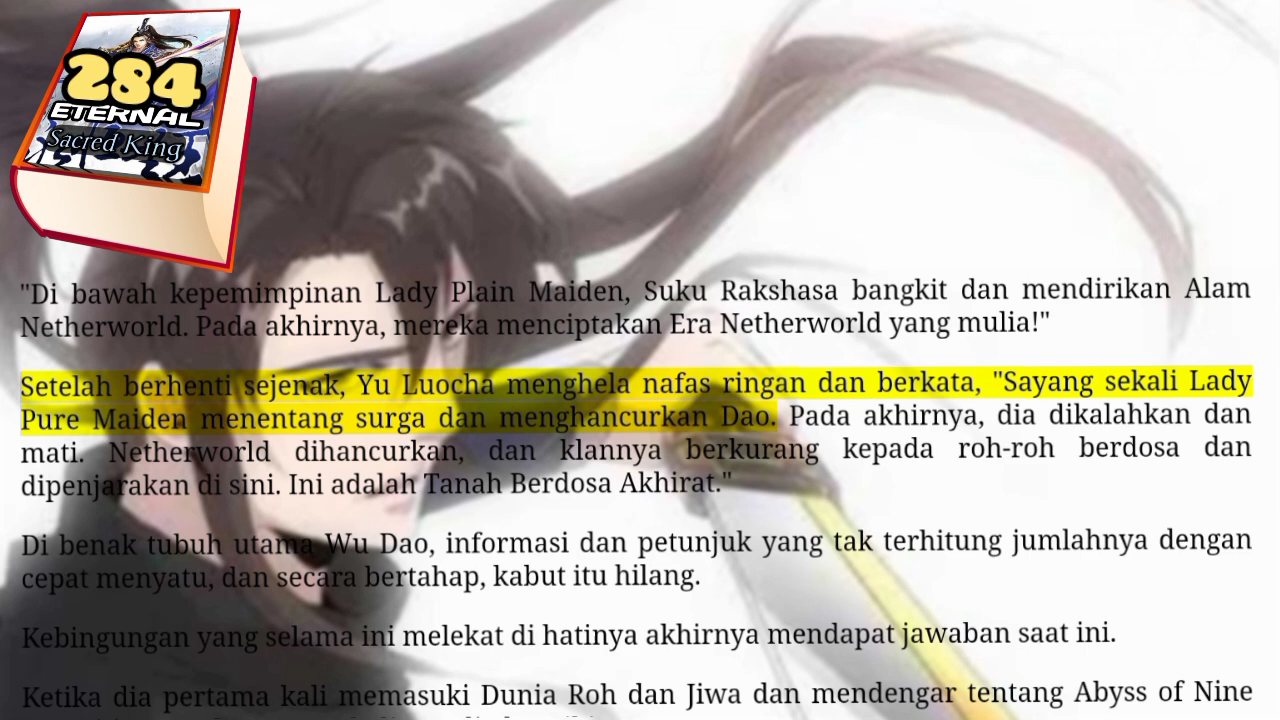 284
ETERNAL
Sacred King
"Di bawah kepemimpinan Lady Plain Maiden, Suku Rakshasa bangkit dan mendirikan Alam
Netherworld. Pada akhirnya, mereka menciptakan Era Netherworld yang mulia!"
Setelah berhenti sejenak, Yu Luocha menghela nafas ringan dan berkata, "Sayang sekali Lady
Pure Maiden menentang surga dan menghancurkan Dao. Pada akhirnya, dia dikalahkan dan
mati. Netherworld dihancurkan, dan klannya berkurang kepada roh-roh berdosa dan
dipenjarakan di sini. Ini adalah Tanah Berdosa Akhirat."
Di benak tubuh utama Wu Dao, informasi dan petunjuk yang tak terhitung jumlahnya dengan
cepat menyatu, dan secara bertahap, kabut itu hilang.
Kebingungan yang selama ini melekat di hatinya akhirnya mendapat jawaban saat ini.
Ketika dia pertama kali memasuki Dunia Roh dan Jiwa dan mendengar tentang Abyss of Nine